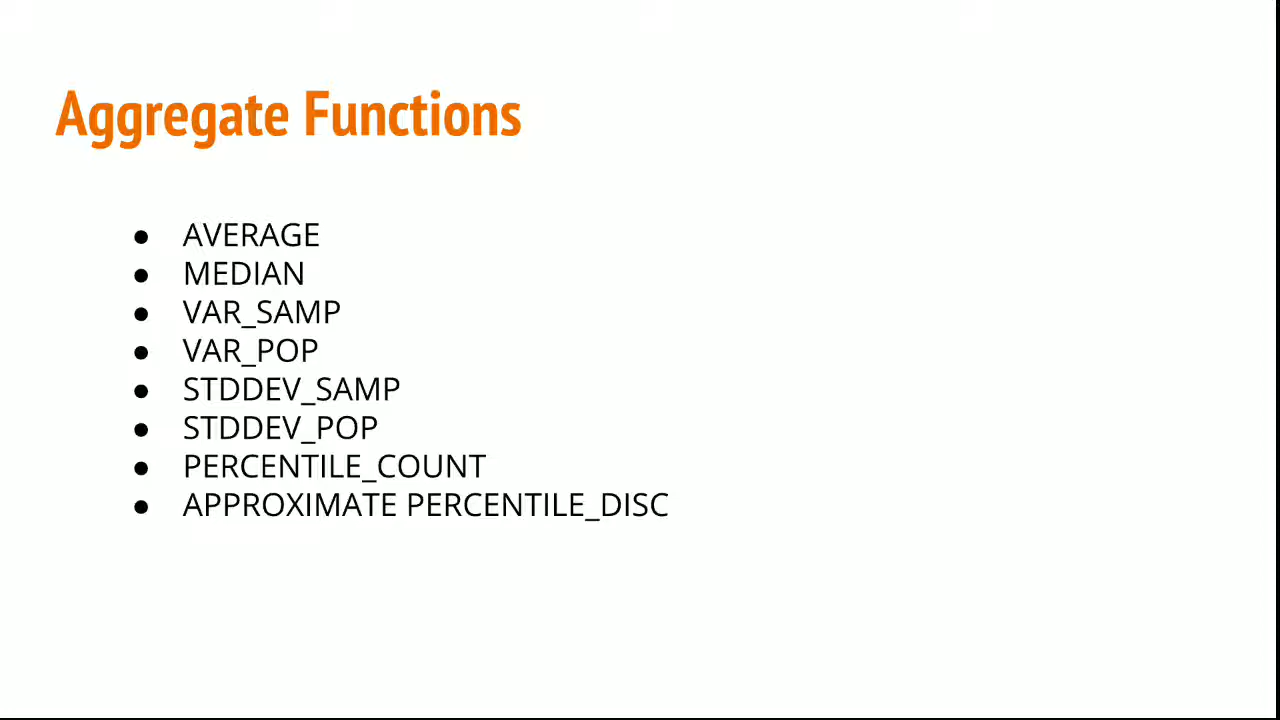 Aggregate Functions
● AVERAGE
● MEDIAN
● VAR_SAMP
● VAR_POP
● STDDEV_SAMP
● STDDEV_POP
● PERCENTILE_COUNT
● APPROXIMATE PERCENTILE_DISC